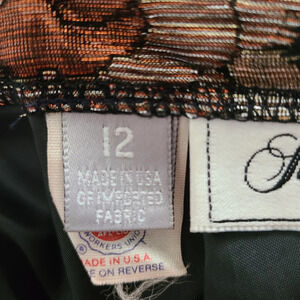 12
MADE IN USA
OF IMPORTED
FABRIC
WORKERS UNION
MADE IN U.S.A
ON REVERSE